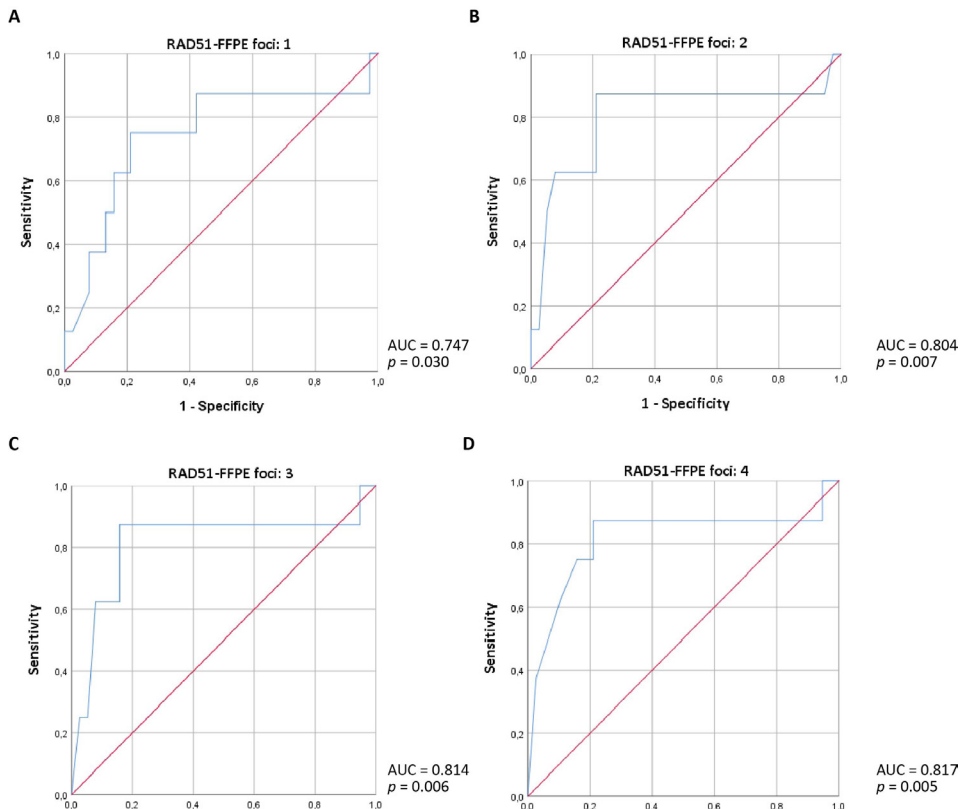 A
RAD51-FFPE foci: 1
1,0
0,8
0,6
0,4
0,2
0,0
Sensitivity
0,0 0,2 0,4 0,6 0,8 1,0
1 - Specificity
AUC = 0.747
p = 0.030
B
RAD51-FFPE foci: 2
1,0
0,8
0,6
0,4
0,2
0,0
Sensitivity
0,0 0,2 0,4 0,6 0,8 1,0
1 - Specificity
AUC = 0.804
p = 0.007
C
RAD51-FFPE foci: 3
1,0
0,8
0,6
0,4
0,2
0,0
Sensitivity
0,0 0,2 0,4 0,6 0,8 1,0
AUC = 0.814
p = 0.006
D
RAD51-FFPE foci: 4
1,0
0,8
0,6
0,4
0,2
0,0
Sensitivity
0,0 0,2 0,4 0,6 0,8 1,0
AUC = 0.817
p = 0.005